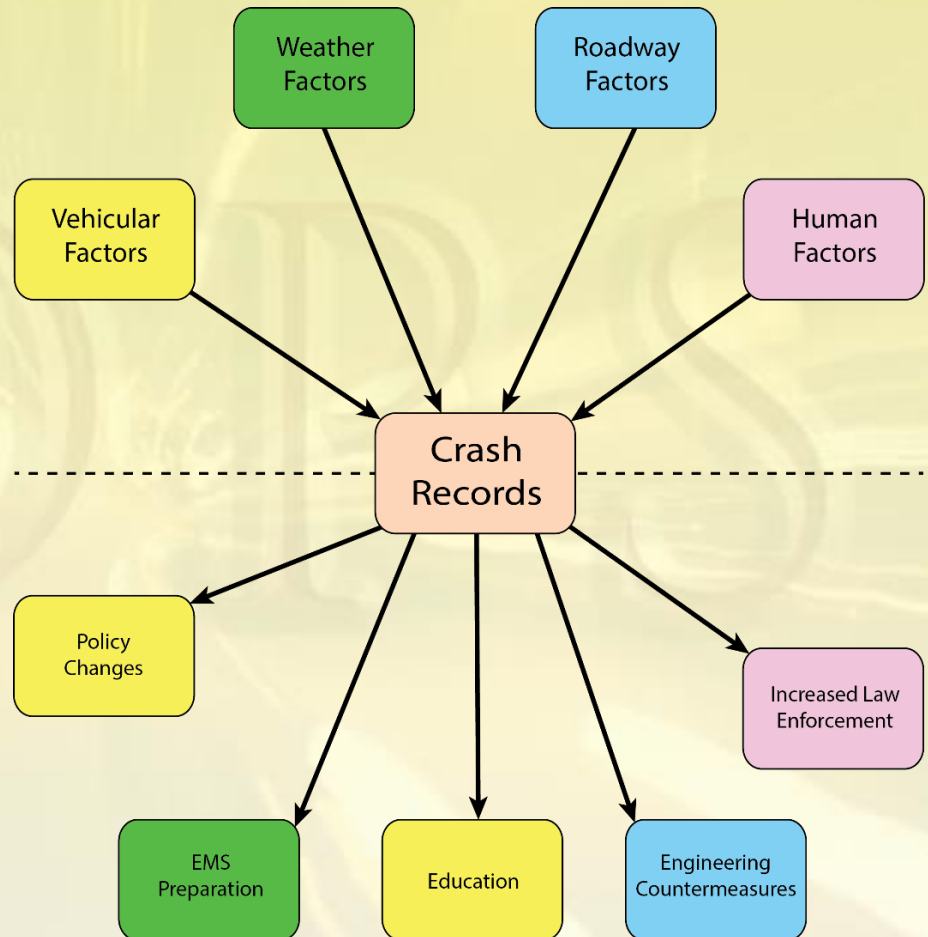 Weather
Factors
Roadway
Factors
Vehicular
Factors
Human
Factors
Crash
Records
Policy
Changes
Increased Law
Enforcement
EMS
Preparation
Education
Engineering
Countermeasures